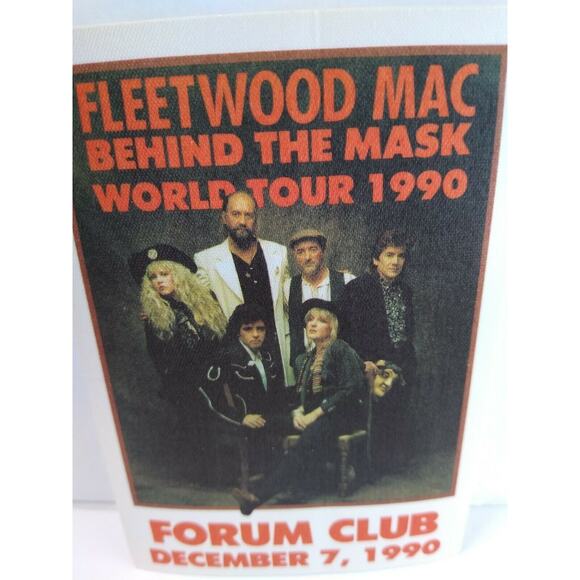 FLEETWOOD MAC
BEHIND THE MASK
WORLD TOUR 1990
FORUM CLUB
DECEMBER 7, 1990